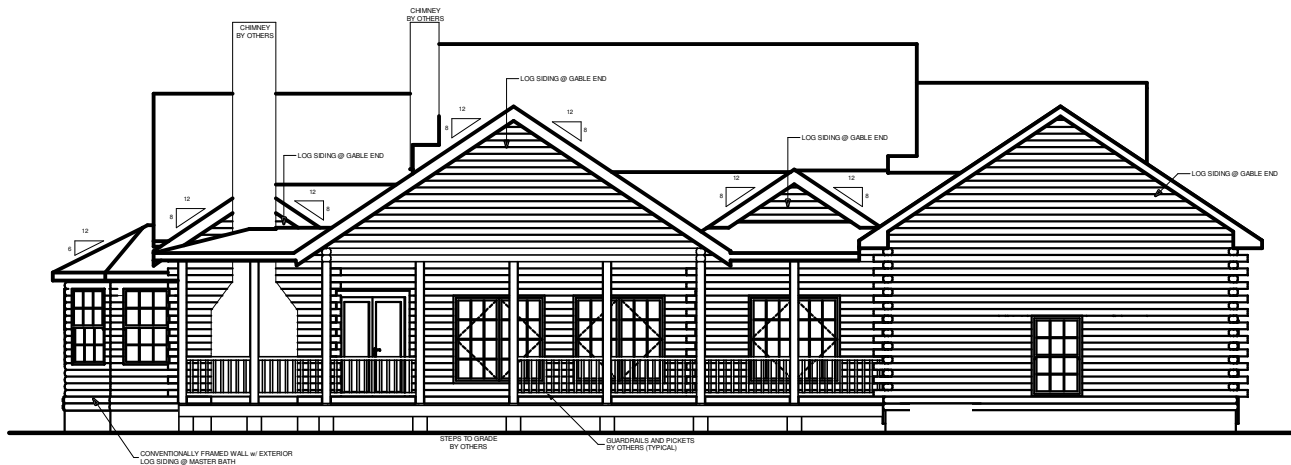 CHIMNEY
BY OTHERS
CHIMNEY
BY OTHERS
LOG SIDING @ GABLE END
12
8
12
8
LOG SIDING @ GABLE END
LOG SIDING @ GABLE END
12
8
12
8
12
8
12
8
LOG SIDING @ GABLE END
12
6
STEPS TO GRADE
BY OTHERS
GUARDRAILS AND PICKETS
BY OTHERS (TYPICAL)
CONVENTIONALLY FRAMED WALL w/ EXTERIOR
LOG SIDING @ MASTER BATH